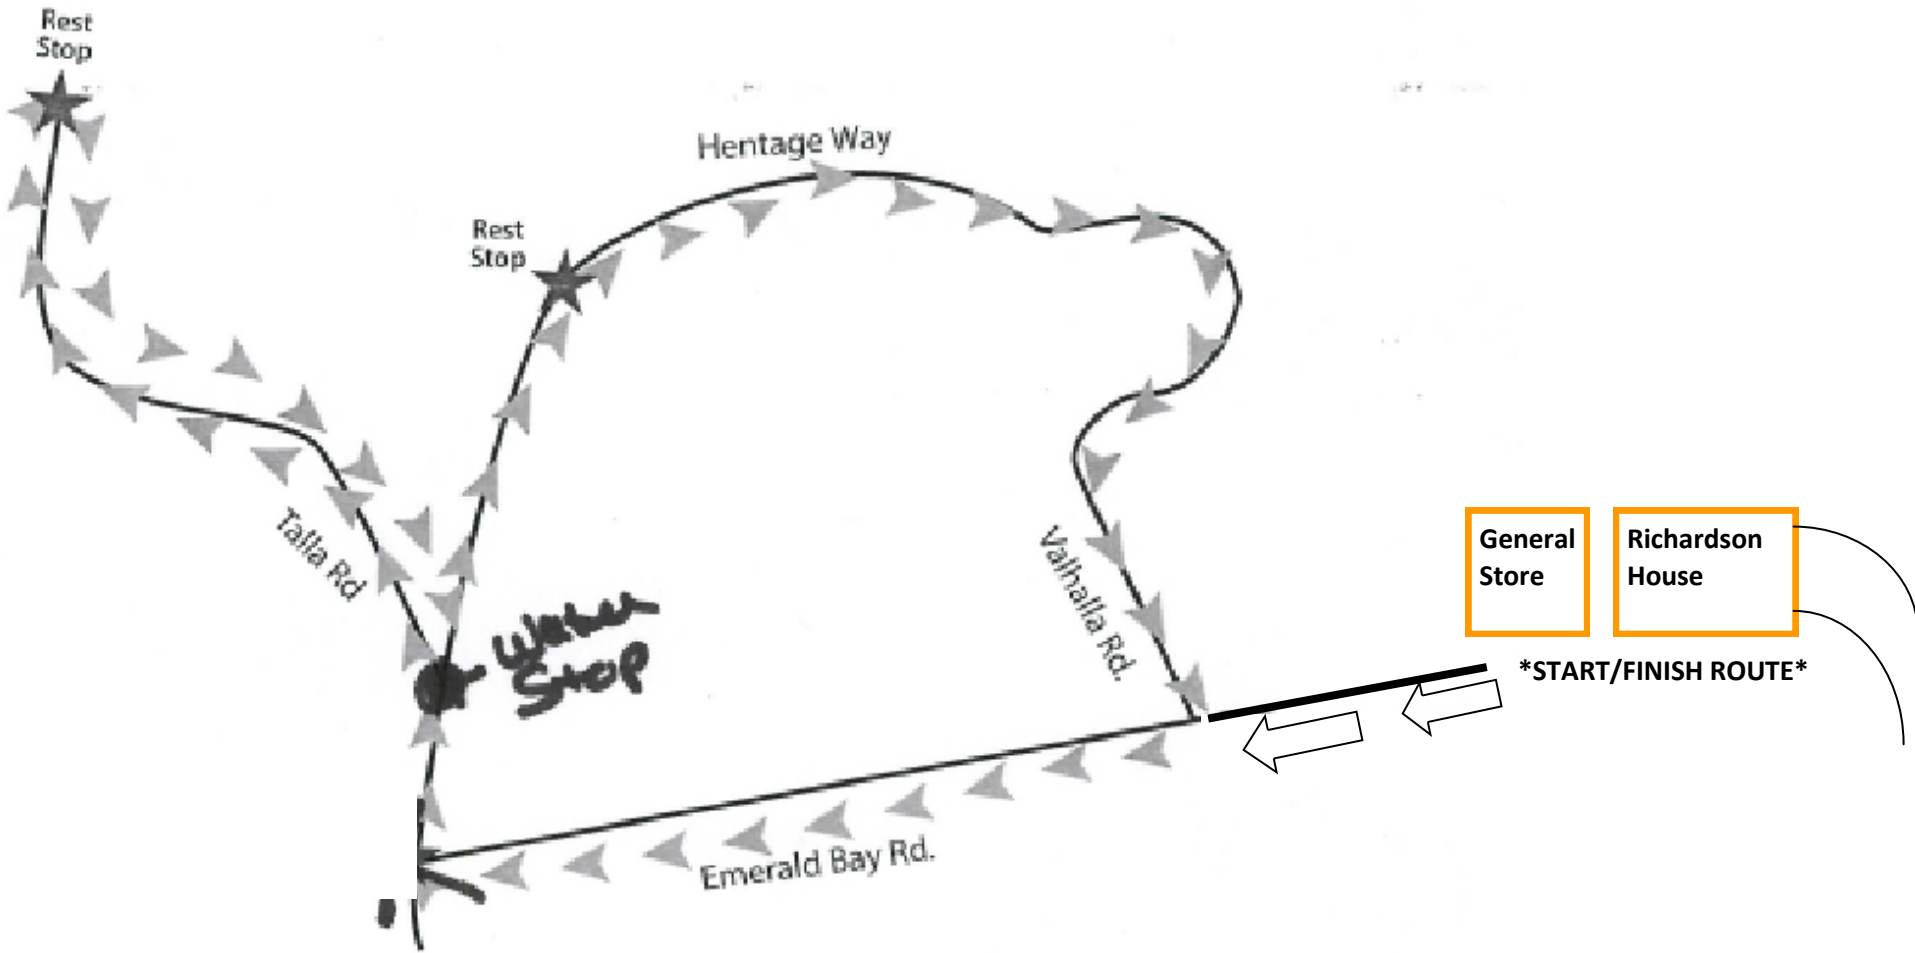 Rest
Stop
Hentage Way
Rest
Stop
Talla Rd
Water
Stop
Valhalla Rd.
General
Store
Richardson
House
*START/FINISH ROUTE*
Emerald Bay Rd.